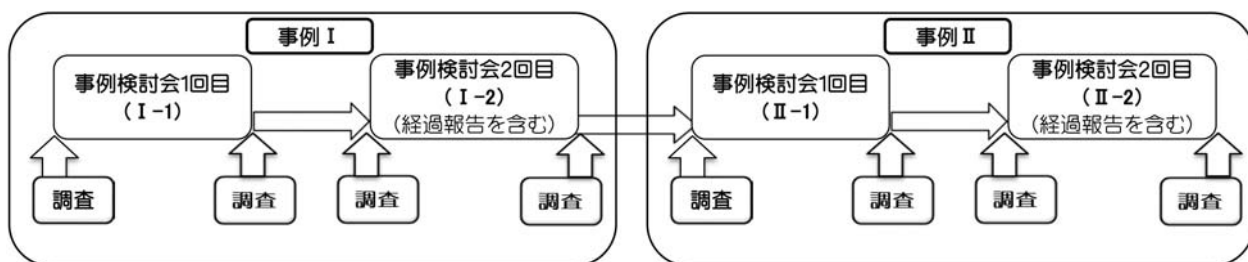 事例Ⅰ
事例検討会1回目
(Ⅰ-1)
事例検討会2回目
(Ⅰ-2)
(経過報告を含む)
調査
調査
調査
調査
事例Ⅱ
事例検討会1回目
(Ⅱ-1)
事例検討会2回目
(Ⅱ-2)
(経過報告を含む)
調査
調査
調査
調査